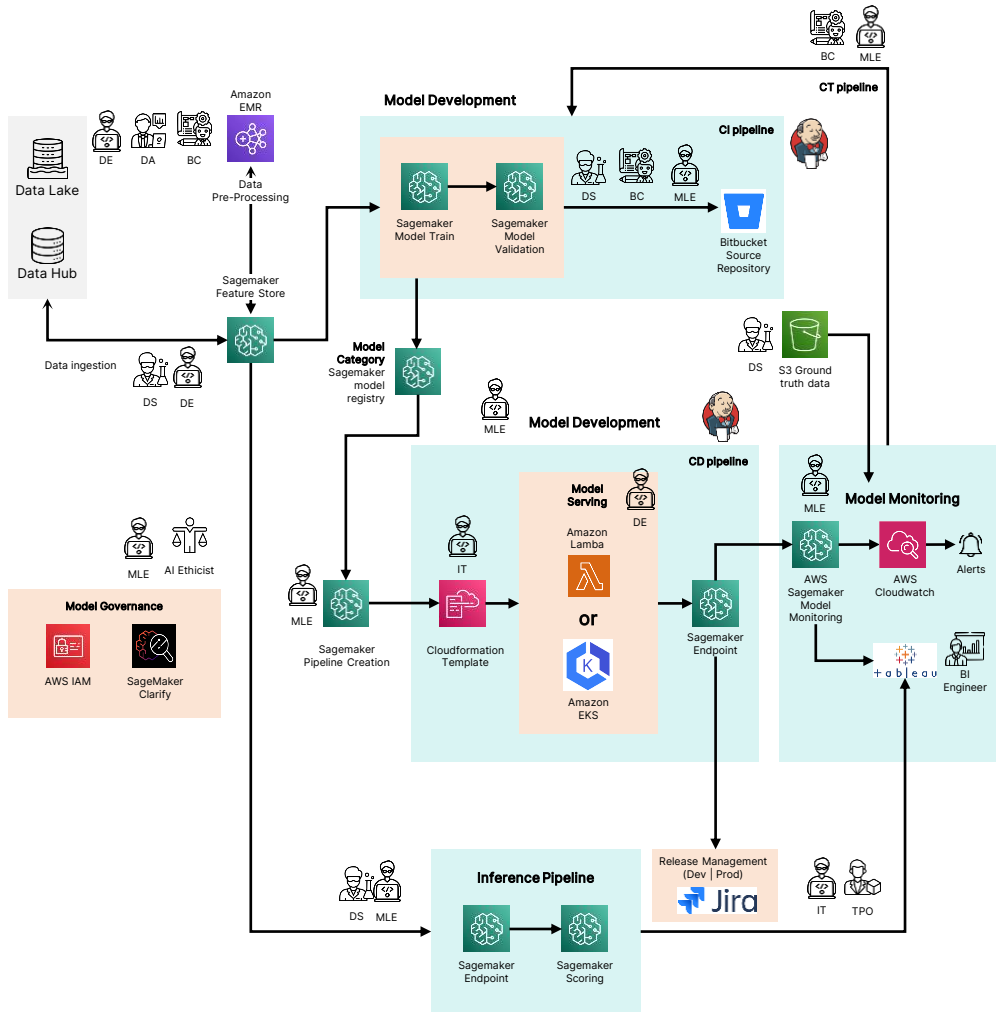 BC
MLE
CT pipeline
Model Development
CI pipeline
Amazon
EMR
DE
DA
BC
Data Lake
Data Hub
Data
Pre-Processing
Sagemaker
Model Train
Sagemaker
Model
Validation
DS
BC
MLE
Bitbucket
Source
Repository
Sagemaker
Feature Store
Data ingestion
DS
DE
Model
Category
Sagemaker
model
registry
DS
S3 Ground
truth data
MLE
Model Development
CD pipeline
Model
Serving
DE
Amazon
Lamba
or
Amazon
EKS
IT
MLE
Sagemaker
Pipeline Creation
Cloudformation
Template
Sagemaker
Endpoint
MLE
Model Monitoring
AWS
Sagemaker
Model
Monitoring
AWS
Cloudwatch
Alerts
+ableau
BI
Engineer
MLE
AI Ethicist
Model Governance
AWS IAM
SageMaker
Clarify
DS
MLE
Inference Pipeline
Sagemaker
Endpoint
Sagemaker
Scoring
Release Management
(Dev | Prod)
Jira
IT
TPO